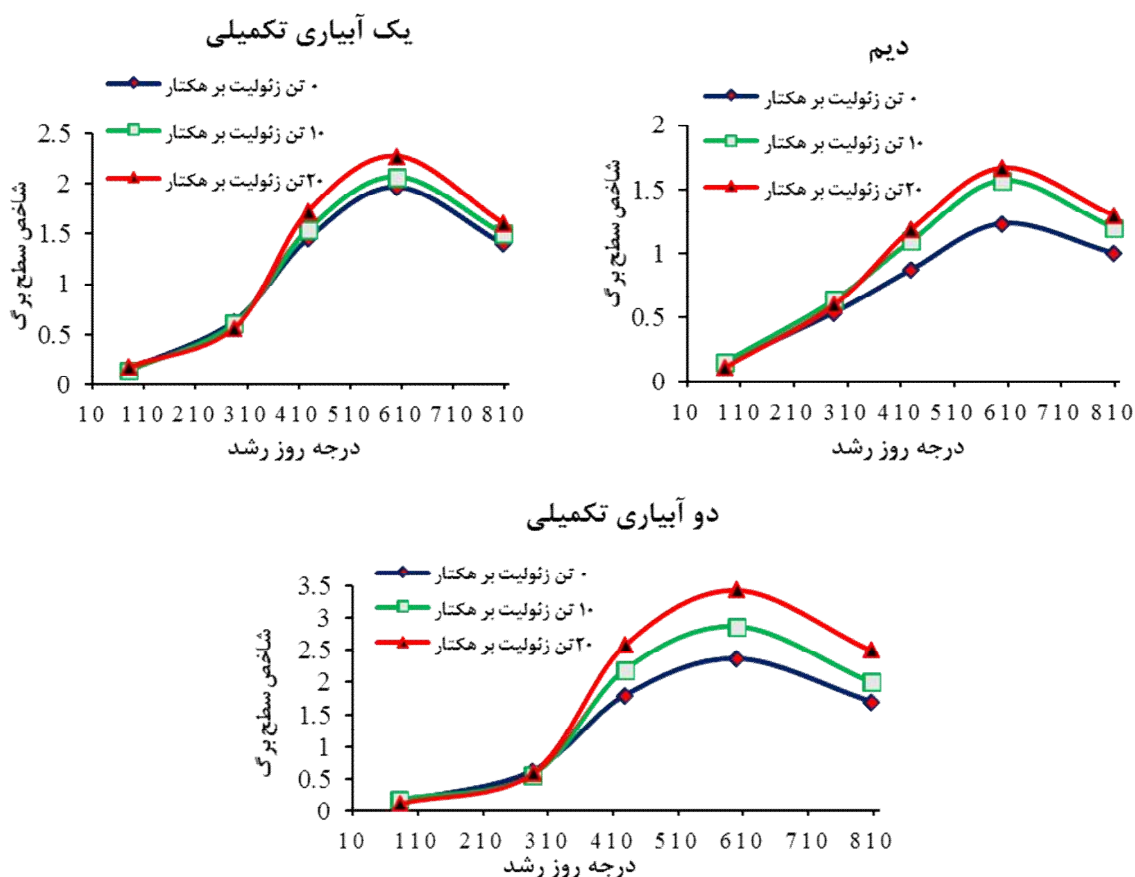 دیم
۰ تن زئولیت بر هکتار
۱۰ تن زئولیت بر هکتار
۲۰تن زئولیت بر هکتار
شاخص سطح برگ
2
1.5
1
0.5
0
10 110 210 310 410 510 610 710 810
درجه روز رشد
یک آبیاری تکمیلی
۰ تن زئولیت بر هکتار
۱۰ تن زئولیت بر هکتار
۲۰تن زئولیت بر هکتار
شاخص سطح برگ
2.5
2
1.5
1
0.5
0
10 110 210 310 410 510 610 710 810
درجه روز رشد
دو آبیاری تکمیلی
۰ تن زئولیت بر هکتار
۱۰ تن زئولیت بر هکتار
۲۰تن زئولیت بر هکتار
شاخص سطح برگ
3.5
3
2.5
2
1.5
1
0.5
0
10 110 210 310 410 510 610 710 810
درجه روز رشد